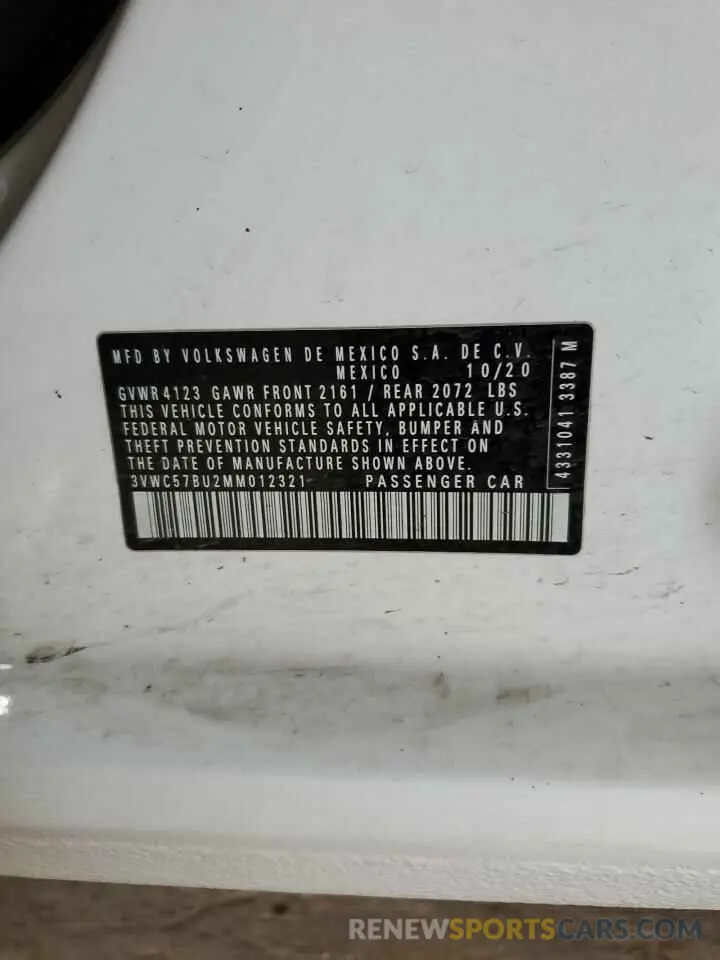 MFD BY VOLKSWAGEN DE MEXICO S.A. DE C.V.
MEXICO 10/20
GVWR 4123 GAWR FRONT 2161 / REAR 2072 LBS
THIS VEHICLE CONFORMS TO ALL APPLICABLE U.S.
FEDERAL MOTOR VEHICLE SAFETY, BUMPER AND
THEFT PREVENTION STANDARDS IN EFFECT ON
THE DATE OF MANUFACTURE SHOWN ABOVE.
3VWC57BU2MM012321 PASSENGER CAR
4331041 3387 M
RENEWSPORTSCARS.COM